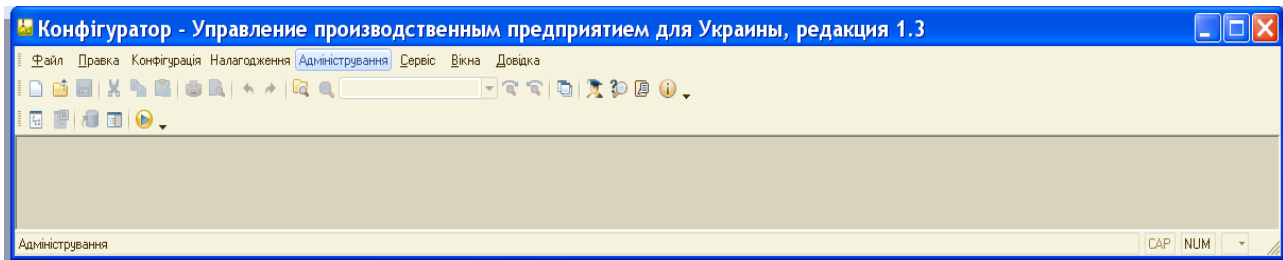 Конфігуратор - Управление производственным предприятием для Украины, редакция 1.3
Файл Правка Конфігурація Налагодження Адміністрування Сервіс Вікна Довідка
Адміністрування CAP NUM